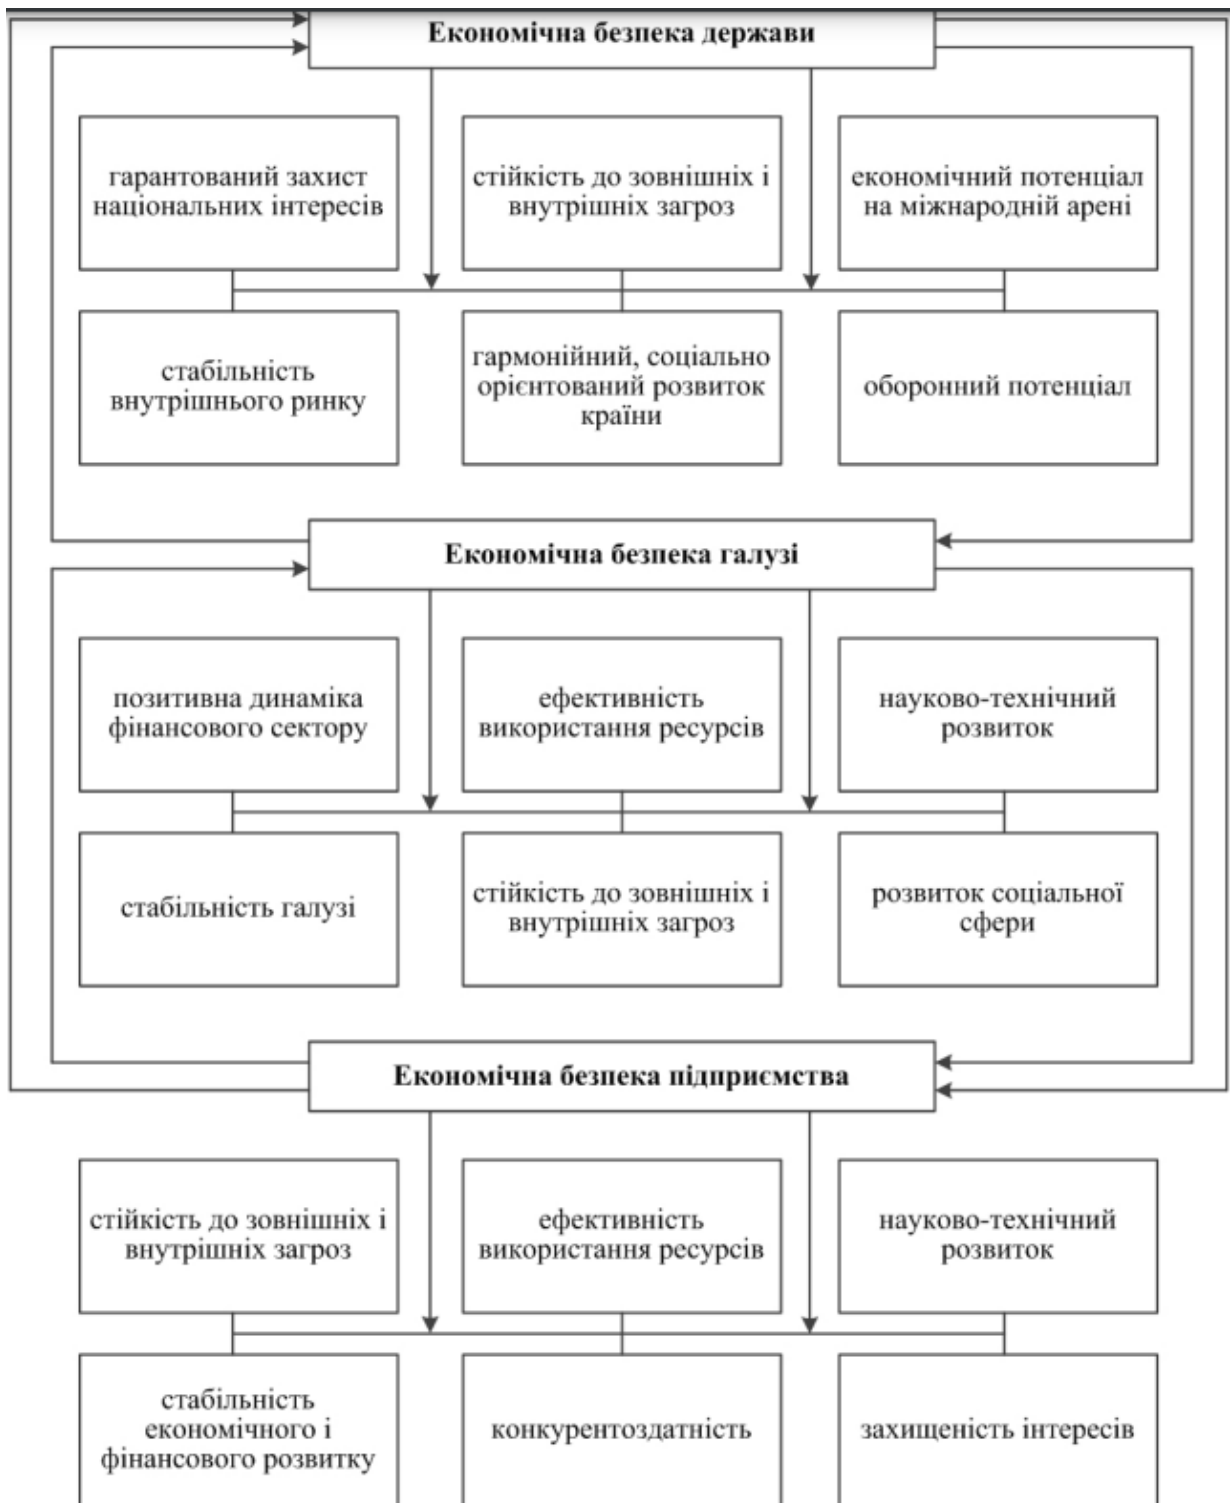 Економічна безпека держави
гарантований захист
національних інтересів
стійкість до зовнішніх і
внутрішніх загроз
економічний потенціал
на міжнародній арені
стабільність
внутрішнього ринку
гармонійний, соціально
орієнтований розвиток
країни
оборонний потенціал
Економічна безпека галузі
позитивна динаміка
фінансового сектору
ефективність
використання ресурсів
науково-технічний
розвиток
стабільність галузі
стійкість до зовнішніх і
внутрішніх загроз
розвиток соціальної
сфери
Економічна безпека підприємства
стійкість до зовнішніх і
внутрішніх загроз
ефективність
використання ресурсів
науково-технічний
розвиток
стабільність
економічного і
фінансового розвитку
конкурентоздатність
захищеність інтересів